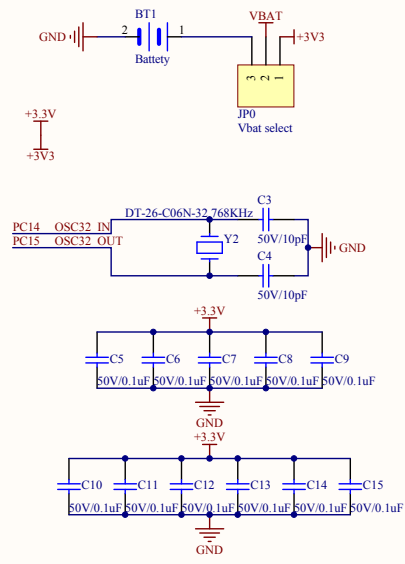 BT1
VBAT
GND
2
1
+3V3
Battety
3
2
1
JP0
Vbat select
+3.3V
+3V3
DT-26-C06N-32.768KHz
C3
PC14 OSC32_IN
PC15 OSC32_OUT
Y2
50V/10pF
GND
C4
50V/10pF
+3.3V
C5 C6 C7 C8 C9
50V/0.1uF 50V/0.1uF 50V/0.1uF 50V/0.1uF 50V/0.1uF
GND
+3.3V
C10 C11 C12 C13 C14 C15
50V/0.1uF 50V/0.1uF 50V/0.1uF 50V/0.1uF 50V/0.1uF 50V/0.1uF
GND